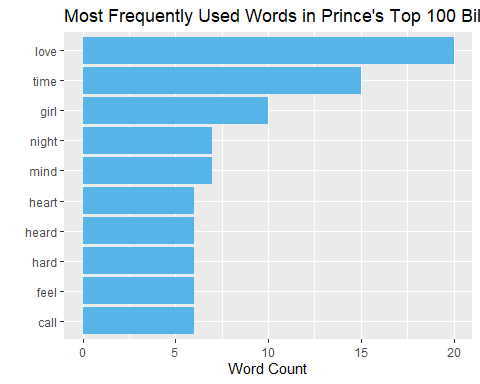 Most Frequently Used Words in Prince's Top 100 Bil
love
time
girl
night
mind
heart
heard
hard
feel
call
0 5 10 15 20
Word Count